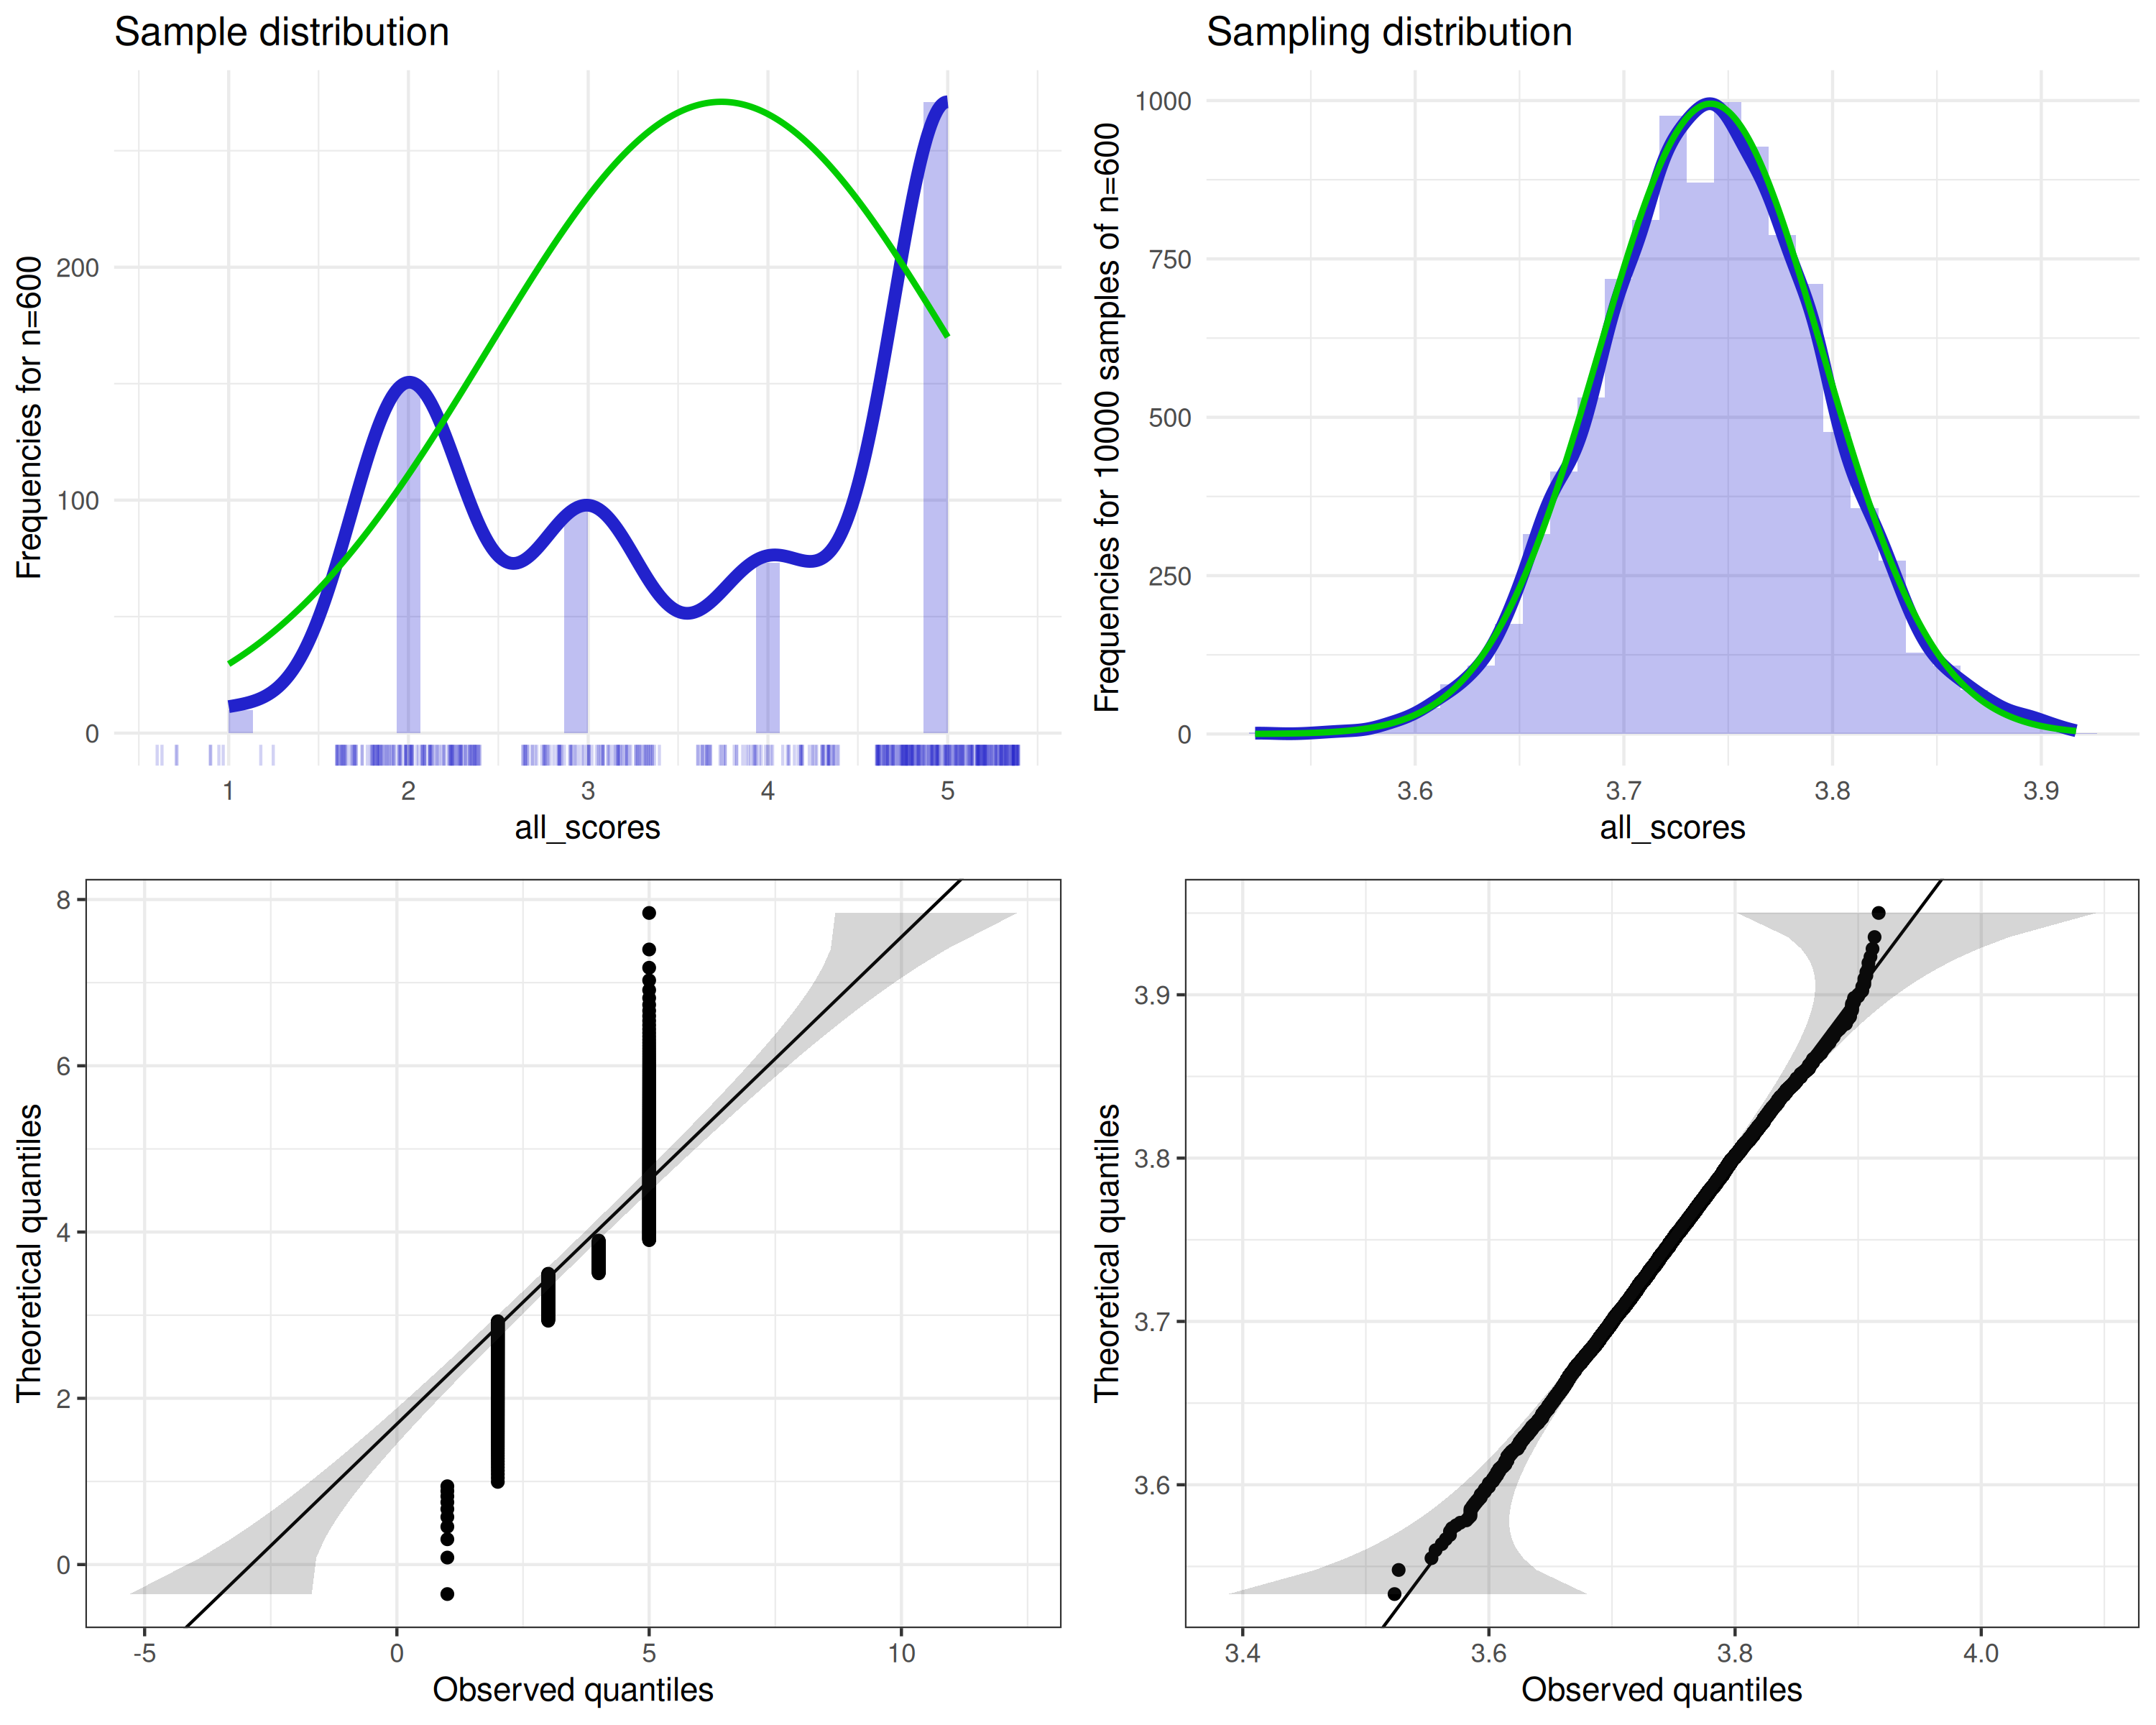 Sample distribution
Frequencies for n=600
200
100
0
1 2 3 4 5
all_scores
Sampling distribution
Frequencies for 10000 samples of n=600
1000
750
500
250
0
3.6 3.7 3.8 3.9
all_scores
Theoretical quantiles
8
6
4
2
0
-5 0 5 10
Observed quantiles
Theoretical quantiles
3.9
3.8
3.7
3.6
3.4 3.6 3.8 4.0
Observed quantiles